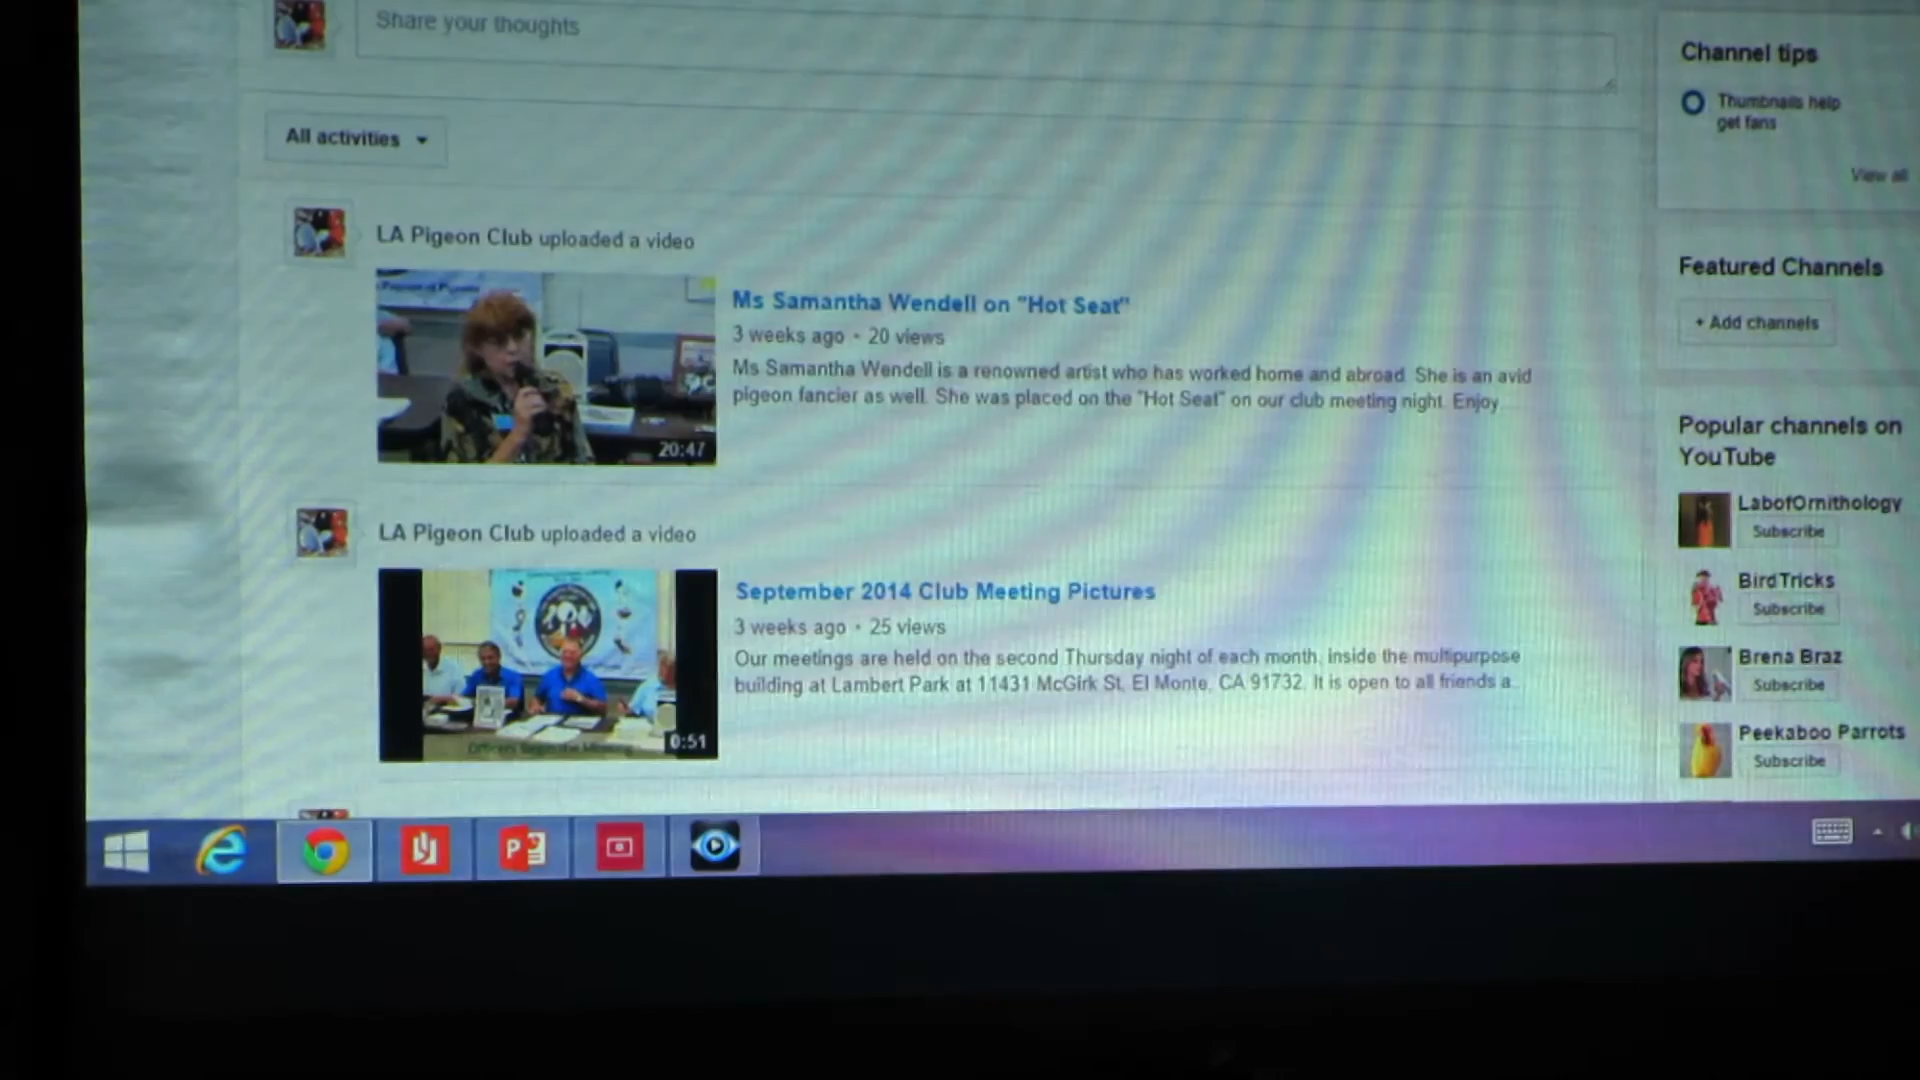 Share your thoughts
All activities
LA Pigeon Club uploaded a video
Ms Samantha Wendell on "Hot Seat"
3 weeks ago • 20 views
Ms Samantha Wendell is a renowned artist who has worked home and abroad. She is an avid
pigeon fancier as well. She was placed on the "Hot Seat" on our club meeting night. Enjoy
20:47
LA Pigeon Club uploaded a video
September 2014 Club Meeting Pictures
3 weeks ago • 25 views
Our meetings are held on the second Thursday night of each month, inside the multipurpose
building at Lambert Park at 11431 McGirk St, El Monte, CA 91732. It is open to all friends a...
0:51
Channel tips
Thumbnails help
get fans
View all
Featured Channels
+ Add channels
Popular channels on
YouTube
LabofOrnithology
Subscribe
BirdTricks
Subscribe
Brena Braz
Subscribe
Peekaboo Parrots
Subscribe